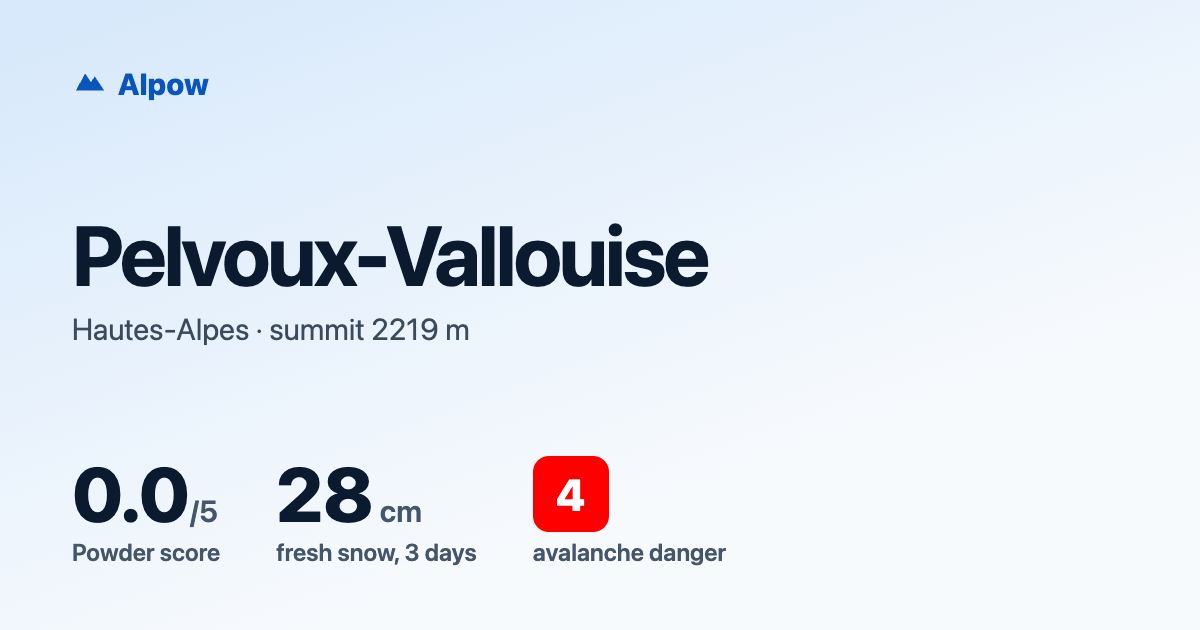 Alpow
Pelvoux-Vallouise
Hautes-Alpes · summit 2219 m
0.0/5 28 cm 4
Powder score fresh snow, 3 days avalanche danger